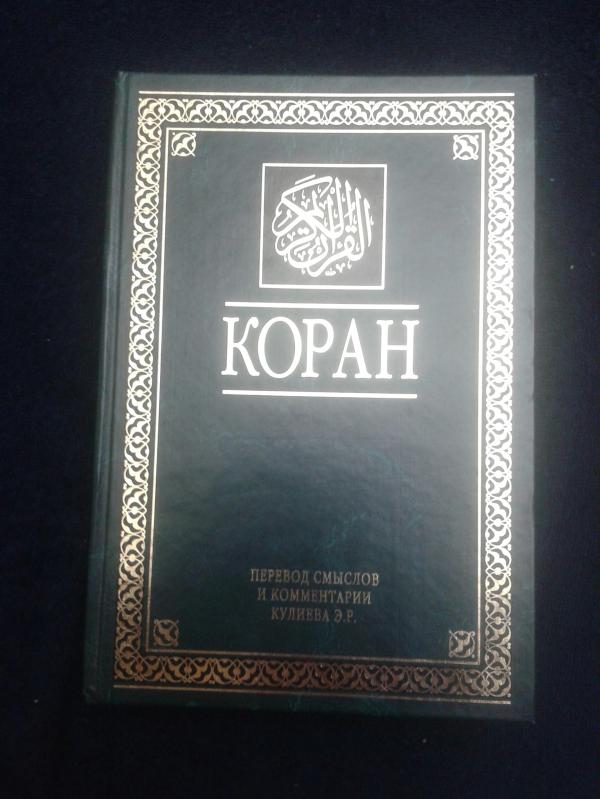 القرآن الكريم
КОРАН
ПЕРЕВОД СМЫСЛОВ
И КОММЕНТАРИИ
КУЛИЕВА Э.Р.